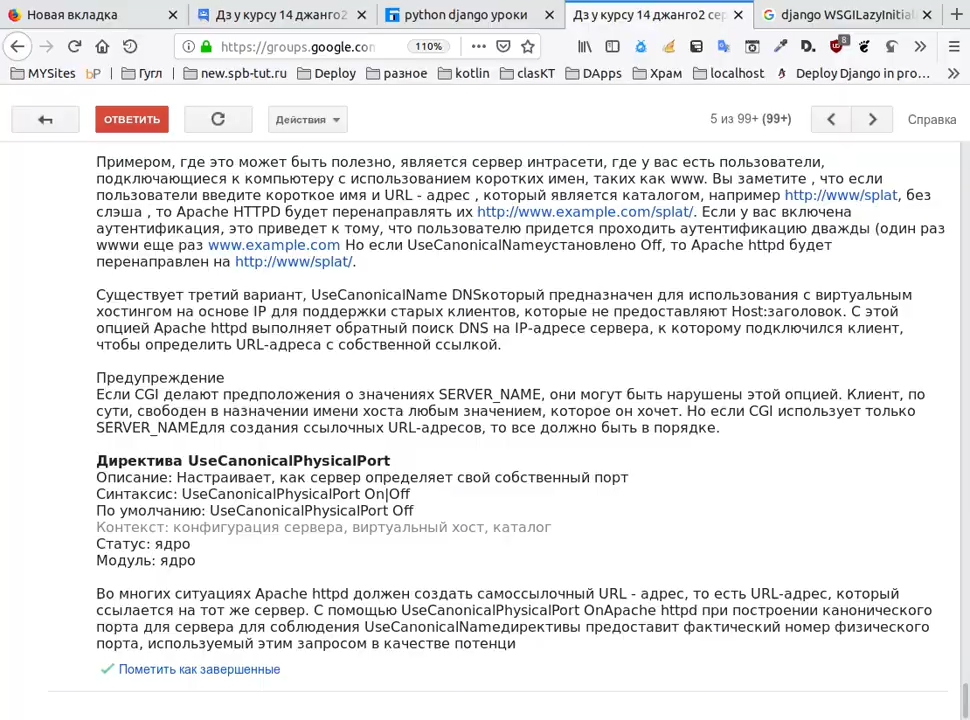 Новая вкладка
Дз у курсу 14 джанго2
python django уроки
Дз у курсу 14 джанго2 сер
django WSGILazyInitial
https://groups.google.con
110%
8
MYSites
bP
Гугл
new.spb-tut.ru
Deploy
разное
kotlin
clasKT
DApps
Храм
localhost
Deploy Django in pro...
ОТВЕТИТЬ
Действия
5 из 99+ (99+)
Справка
Примером, где это может быть полезно, является сервер интрасети, где у вас есть пользователи,
подключающиеся к компьютеру с использованием коротких имен, таких как www. Вы заметите , что если
пользователи введите короткое имя и URL - адрес , который является каталогом, например http://www/splat, без
слэша , то Apache HTTPD будет перенаправлять их http://www.example.com/splat/. Если у вас включена
аутентификация, это приведет к тому, что пользователю придется проходить аутентификацию дважды (один раз
wwwи еще раз www.example.com Но если UseCanonicalNameустановлено Off, то Apache httpd будет
перенаправлен на http://www/splat/.
Существует третий вариант, UseCanonicalName DNSкоторый предназначен для использования с виртуальным
хостингом на основе IP для поддержки старых клиентов, которые не предоставляют Host:заголовок. С этой
опцией Apache httpd выполняет обратный поиск DNS на IP-адресе сервера, к которому подключился клиент,
чтобы определить URL-адреса с собственной ссылкой.
Предупреждение
Если CGI делают предположения о значениях SERVER_NAME, они могут быть нарушены этой опцией. Клиент, по
сути, свободен в назначении имени хоста любым значением, которое он хочет. Но если CGI использует только
SERVER_NAMEдля создания ссылочных URL-адресов, то все должно быть в порядке.
Директива UseCanonicalPhysicalPort
Описание: Настраивает, как сервер определяет свой собственный порт
Синтаксис: UseCanonicalPhysicalPort On|Off
По умолчанию: UseCanonicalPhysicalPort Off
Контекст: конфигурация сервера, виртуальный хост, каталог
Статус: ядро
Модуль: ядро
Во многих ситуациях Apache httpd должен создать самоссылочный URL - адрес, то есть URL-адрес, который
ссылается на тот же сервер. С помощью UseCanonicalPhysicalPort OnApache httpd при построении канонического
порта для сервера для соблюдения UseCanonicalNameдирективы предоставит фактический номер физического
порта, используемый этим запросом в качестве потенци
Пометить как завершенные